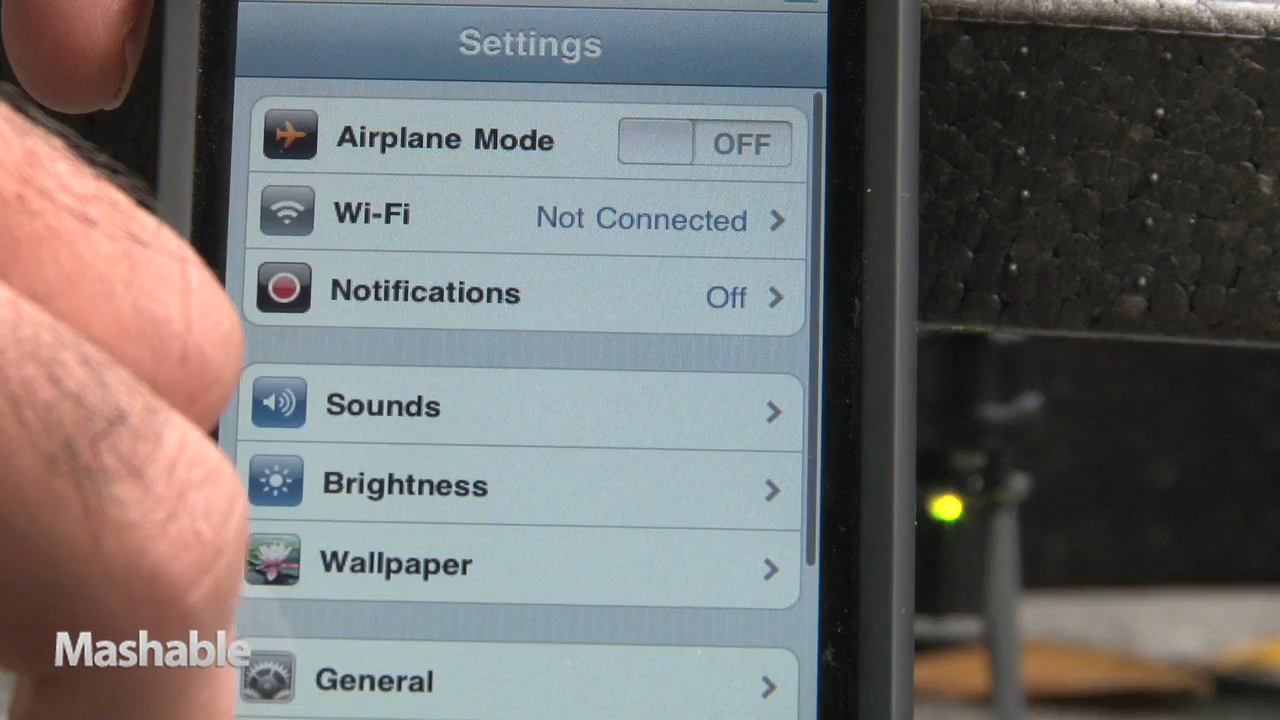 Settings
Airplane Mode OFF
Wi-Fi Not Connected
Notifications Off
Sounds
Brightness
Wallpaper
Mashable
General